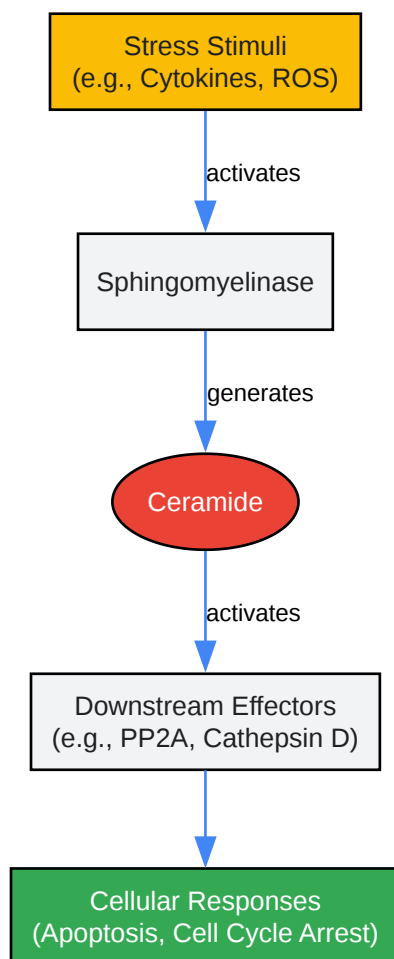 Stress Stimuli
(e.g., Cytokines, ROS)
activates
Sphingomyelinase
generates
Ceramide
activates
Downstream Effectors
(e.g., PP2A, Cathepsin D)
Cellular Responses
(Apoptosis, Cell Cycle Arrest)